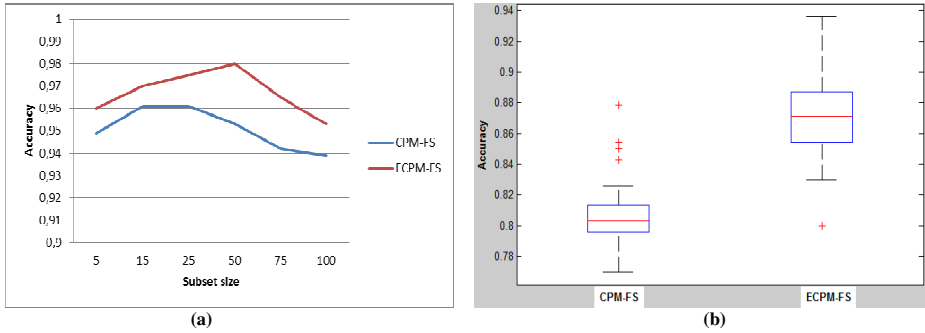 1
0,99
0,98
0,97
0,96
0,95
0,94
0,93
0,92
0,91
0,9
Accuracy
5 15 25 50 75 100
Subset size
CPM-FS
ECPM-FS
(a)
0.94
0.92
0.9
0.88
0.86
0.84
0.82
0.8
0.78
Accuracy
CPM-FS ECPM-FS
(b)